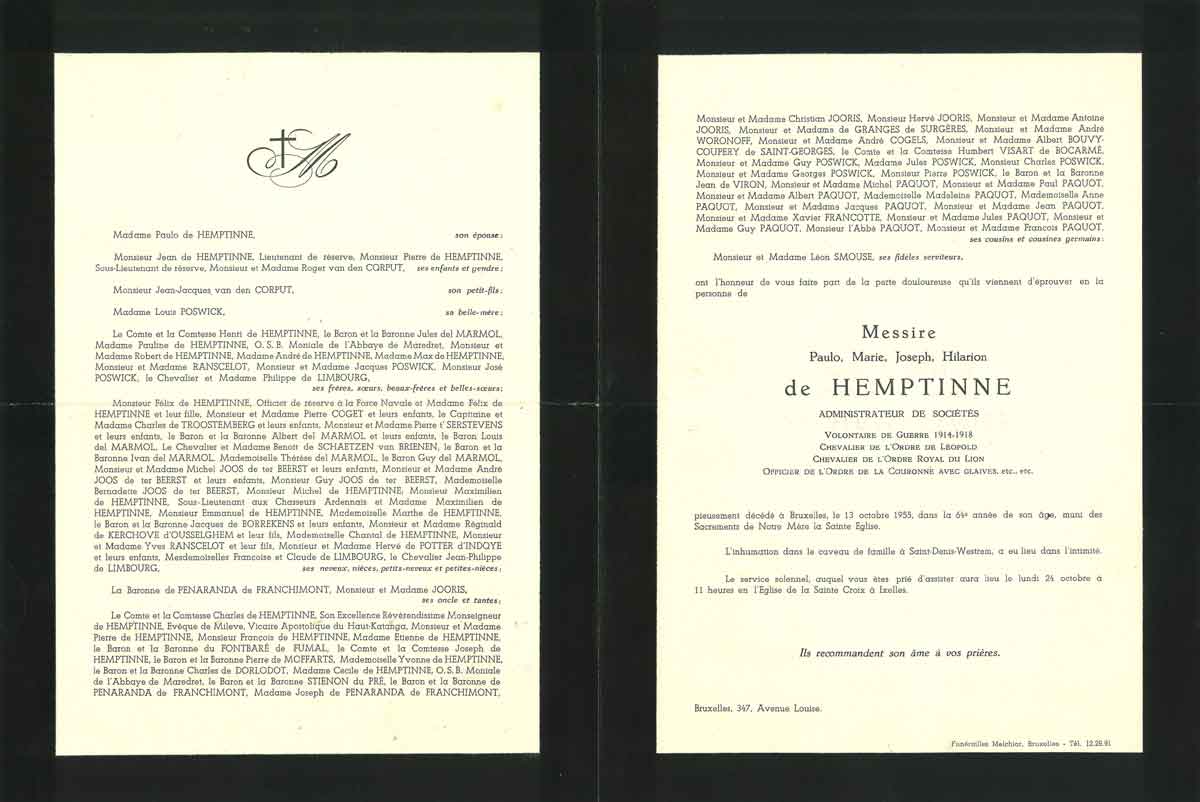 M
Madame Paulo de HEMPTINNE, son épouse;
Monsieur Jean de HEMPTINNE, Lieutenant de réserve, Monsieur Pierre de HEMPTINNE,
Sous-Lieutenant de réserve, Monsieur et Madame Roger van den CORPUT, ses enfants et gendre;
Monsieur Jean-Jacques van den CORPUT, son petit-fils;
Madame Louis POSWICK, sa belle-mère;
Le Comte et la Comtesse Henri de HEMPTINNE, le Baron et la Baronne Jules del MARMOL,
Madame Pauline de HEMPTINNE, O.S.B. Moniale de l'Abbaye de Maredret, Monsieur et
Madame Robert de HEMPTINNE, Madame André de HEMPTINNE, Madame Max de HEMPTINNE,
Monsieur et Madame RANSCELOT, Monsieur et Madame Jacques POSWICK, Monsieur José
POSWICK, le Chevalier et Madame Philippe de LIMBOURG,
ses frères, sœurs, beaux-frères et belles-sœurs;
Monsieur Félix de HEMPTINNE, Officier de réserve à la Force Navale et Madame Félix de
HEMPTINNE et leur fille, Monsieur et Madame Pierre COGET et leurs enfants, le Capitaine et
Madame Charles de TROOSTEMBERG et leurs enfants, Monsieur et Madame Pierre t' SERSTEVENS
et leurs enfants, le Baron et la Baronne Albert del MARMOL et leurs enfants, le Baron Louis
del MARMOL, Le Chevalier et Madame Benoit de SCHAETZEN van BRIENEN, le Baron et la
Baronne Ivan del MARMOL, Mademoiselle Thérèse del MARMOL, le Baron Guy del MARMOL,
Monsieur et Madame Michel JOOS de ter BEERST et leurs enfants, Monsieur et Madame André
JOOS de ter BEERST et leurs enfants, Monsieur Guy JOOS de ter BEERST, Mademoiselle
Bernadette JOOS de ter BEERST, Monsieur Michel de HEMPTINNE, Monsieur Maximilien
de HEMPTINNE, Sous-Lieutenant aux Chasseurs Ardennais et Madame Maximilien de
HEMPTINNE, Monsieur Emmanuel de HEMPTINNE, Mademoiselle Marthe de HEMPTINNE,
le Baron et la Baronne Jacques de BORREKENS et leurs enfants, Monsieur et Madame Réginald
de KERCHOVE d'OUSSELGHEM et leur fils, Mademoiselle Chantal de HEMPTINNE, Monsieur
et Madame Yves RANSCELOT et leur fils, Monsieur et Madame Hervé de POTTER d'INDOYE
et leurs enfants, Mesdemoiselles Francoise et Claude de LIMBOURG, le Chevalier Jean-Philippe
de LIMBOURG, ses neveux, nièces, petits-neveux et petites-nièces;
La Baronne de PENARANDA de FRANCHIMONT, Monsieur et Madame JOORIS,
ses oncle et tantes;
Le Comte et la Comtesse Charles de HEMPTINNE, Son Excellence Révérendissime Monseigneur
de HEMPTINNE, Evêque de Mileve, Vicaire Apostolique du Haut-Katanga, Monsieur et Madame
Pierre de HEMPTINNE, Monsieur François de HEMPTINNE, Madame Etienne de HEMPTINNE,
le Baron et la Baronne du FONTBARÉ de FUMAL, le Comte et la Comtesse Joseph de
HEMPTINNE, le Baron et la Baronne Pierre de MOFFARTS, Mademoiselle Yvonne de HEMPTINNE,
le Baron et la Baronne Charles de DORLODOT, Madame Cecile de HEMPTINNE, O.S.B. Moniale
de l'Abbaye de Maredret, le Baron et la Baronne STIENON du PRÉ, le Baron et la Baronne de
PENARANDA de FRANCHIMONT, Madame Joseph de PENARANDA de FRANCHIMONT,
Monsieur et Madame Christian JOORIS, Monsieur Hervé JOORIS, Monsieur et Madame Antoine
JOORIS, Monsieur et Madame de GRANGES de SURGÈRES, Monsieur et Madame André
WORONOFF, Monsieur et Madame André COGELS, Monsieur et Madame Albert BOUVY-
COUPERY de SAINT-GEORGES, le Comte et la Comtesse Humbert VISART de BOCARMÉ,
Monsieur et Madame Guy POSWICK, Madame Jules POSWICK, Monsieur Charles POSWICK,
Monsieur et Madame Georges POSWICK, Monsieur Pierre POSWICK, le Baron et la Baronne
Jean de VIRON, Monsieur et Madame Michel PAQUOT, Monsieur et Madame Paul PAQUOT,
Monsieur et Madame Albert PAQUOT, Mademoiselle Madeleine PAQUOT, Mademoiselle Anne
PAQUOT, Monsieur et Madame Jacques PAQUOT, Monsieur et Madame Jean PAQUOT,
Monsieur et Madame Xavier FRANCOTTE, Monsieur et Madame Jules PAQUOT, Monsieur et
Madame Guy PAQUOT, Monsieur l'Abbé PAQUOT, Monsieur et Madame Francois PAQUOT,
ses cousins et cousines germains;
Monsieur et Madame Léon SMOUSE, ses fidèles serviteurs,
ont l'honneur de vous faire part de la perte douloureuse qu'ils viennent d'éprouver en la
personne de
Messire
Paulo, Marie, Joseph, Hilarion
de HEMPTINNE
ADMINISTRATEUR DE SOCIÉTÉS
VOLONTAIRE DE GUERRE 1914-1918
CHEVALIER DE L'ORDRE DE LÉOPOLD
CHEVALIER DE L'ORDRE ROYAL DU LION
OFFICIER DE L'ORDRE DE LA COURONNE AVEC GLAIVES, etc., etc.
pieusement décédé à Bruxelles, le 13 octobre 1955, dans la 64e année de son âge, muni des
Sacrements de Notre Mère la Sainte Eglise.
L'inhumation dans le caveau de famille à Saint-Denis-Westrem, a eu lieu dans l'intimité.
Le service solennel, auquel vous êtes prié d'assister aura lieu le lundi 24 octobre à
11 heures en l'Eglise de la Sainte Croix à Ixelles.
Ils recommandent son âme à vos prières.
Bruxelles, 347, Avenue Louise.
Funérailles Melchior, Bruxelles - Tél. 12.26.91